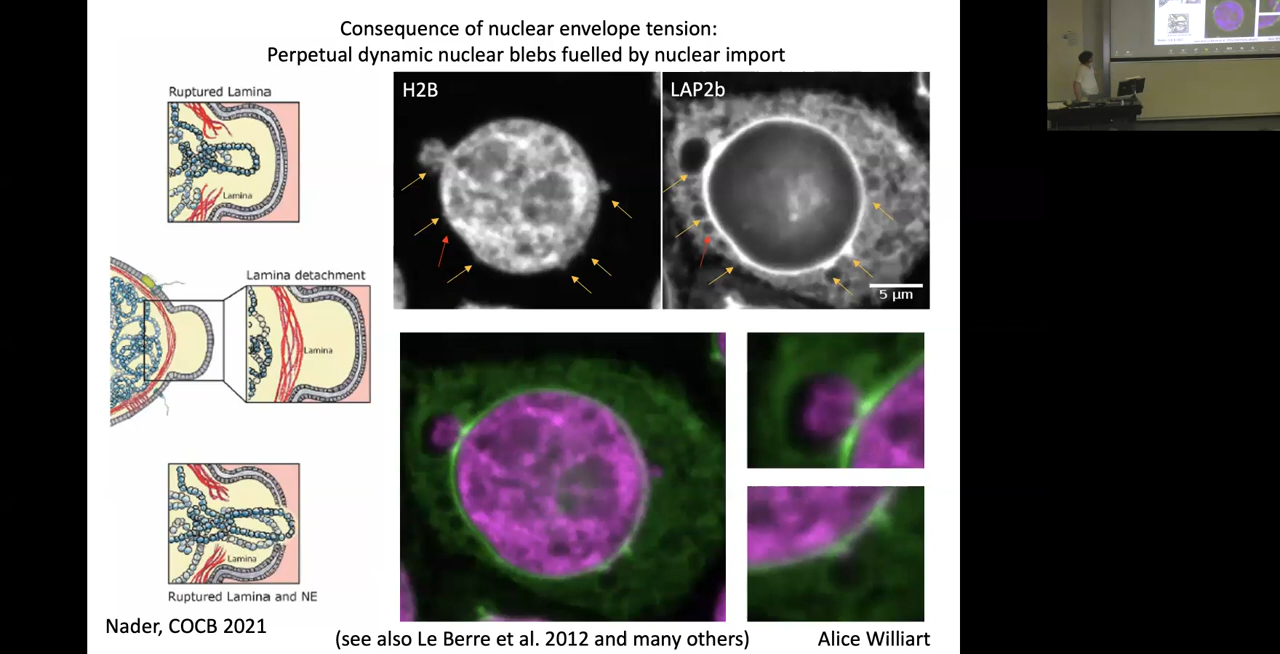 Consequence of nuclear envelope tension:
Perpetual dynamic nuclear blebs fuelled by nuclear import
Ruptured Lamina
Lamina
Lamina detachment
Lamina
Lamina
Ruptured Lamina and NE
H2B
LAP2b
5 µm
Nader, COCB 2021
(see also Le Berre et al. 2012 and many others)
Alice Williart